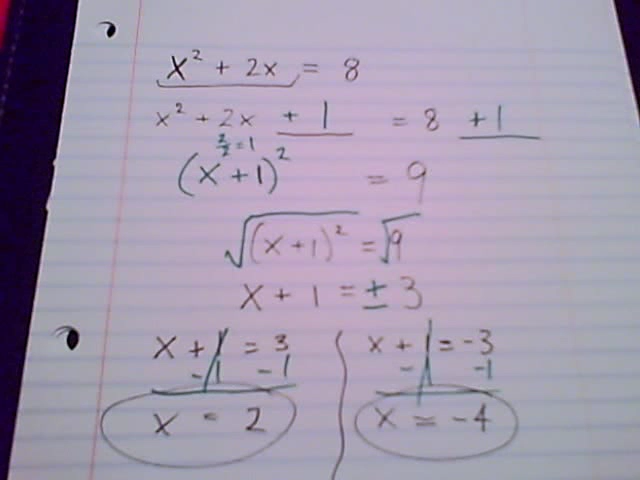 x² + 2x = 8
x² + 2x + 1 = 8 + 1
2/2 = 1
(x + 1)² = 9
√(x + 1)² = √9
x + 1 = ± 3
x + 1 = 3 x + 1 = -3
- 1 - 1 - 1 -1
x = 2 x = -4